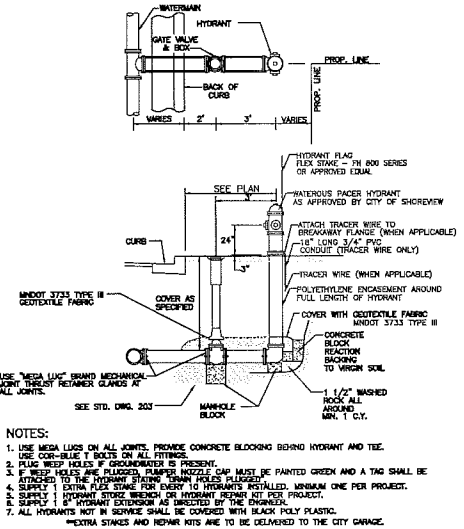 WATERMAIN
HYDRANT
GATE VALVE
& BOX
PROP. LINE
PROP. LINE
BACK OF
CURB
VARIES
2'
3'
VARIES
HYDRANT FLAG
FLEX STAKE - FH 800 SERIES
OR APPROVED EQUAL
SEE PLAN
3'
WATEROUS PACER HYDRANT
AS APPROVED BY CITY OF SHOREVIEW
24"
ATTACH TRACER WIRE TO
BREAKAWAY FLANGE (WHEN APPLICABLE)
CURB
18" LONG 3/4" PVC
CONDUIT (TRACER WIRE ONLY)
3"
TRACER WIRE (WHEN APPLICABLE)
MNDOT 3733 TYPE III
GEOTEXTILE FABRIC
COVER AS
SPECIFIED
POLYETHYLENE ENCASEMENT AROUND
FULL LENGTH OF HYDRANT
COVER WITH GEOTEXTILE FABRIC
MNDOT 3733 TYPE III
CONCRETE
BLOCK
REACTION
BACKING
TO VIRGIN SOIL
USE "MEGA LUG" BRAND MECHANICAL
JOINT THRUST RETAINER GLANDS AT
ALL JOINTS.
SEE STD. DWG. 203
MANHOLE
BLOCK
1 1/2" WASHED
ROCK ALL
AROUND
MIN. 1 C.Y.
NOTES:
1. USE MEGA LUGS ON ALL JOINTS. PROVIDE CONCRETE BLOCKING BEHIND HYDRANT AND TEE.
USE COR-BLUE T BOLTS ON ALL FITTINGS.
2. PLUG WEEP HOLES IF GROUNDWATER IS PRESENT.
3. IF WEEP HOLES ARE PLUGGED, PUMPER NOZZLE CAP MUST BE PAINTED GREEN AND A TAG SHALL BE
ATTACHED TO THE HYDRANT STATING "DRAIN HOLES PLUGGED".
4. SUPPLY 1 EXTRA FLEX STAKE FOR EVERY 10 HYDRANTS INSTALLED. MINIMUM ONE PER PROJECT.
5. SUPPLY 1 HYDRANT STORZ WRENCH OR HYDRANT REPAIR KIT PER PROJECT.
6. SUPPLY 1 6" HYDRANT EXTENSION AS DIRECTED BY THE ENGINEER.
7. ALL HYDRANTS NOT IN SERVICE SHALL BE COVERED WITH BLACK POLY PLASTIC.
**EXTRA STAKES AND REPAIR KITS ARE TO BE DELIVERED TO THE CITY GARAGE.